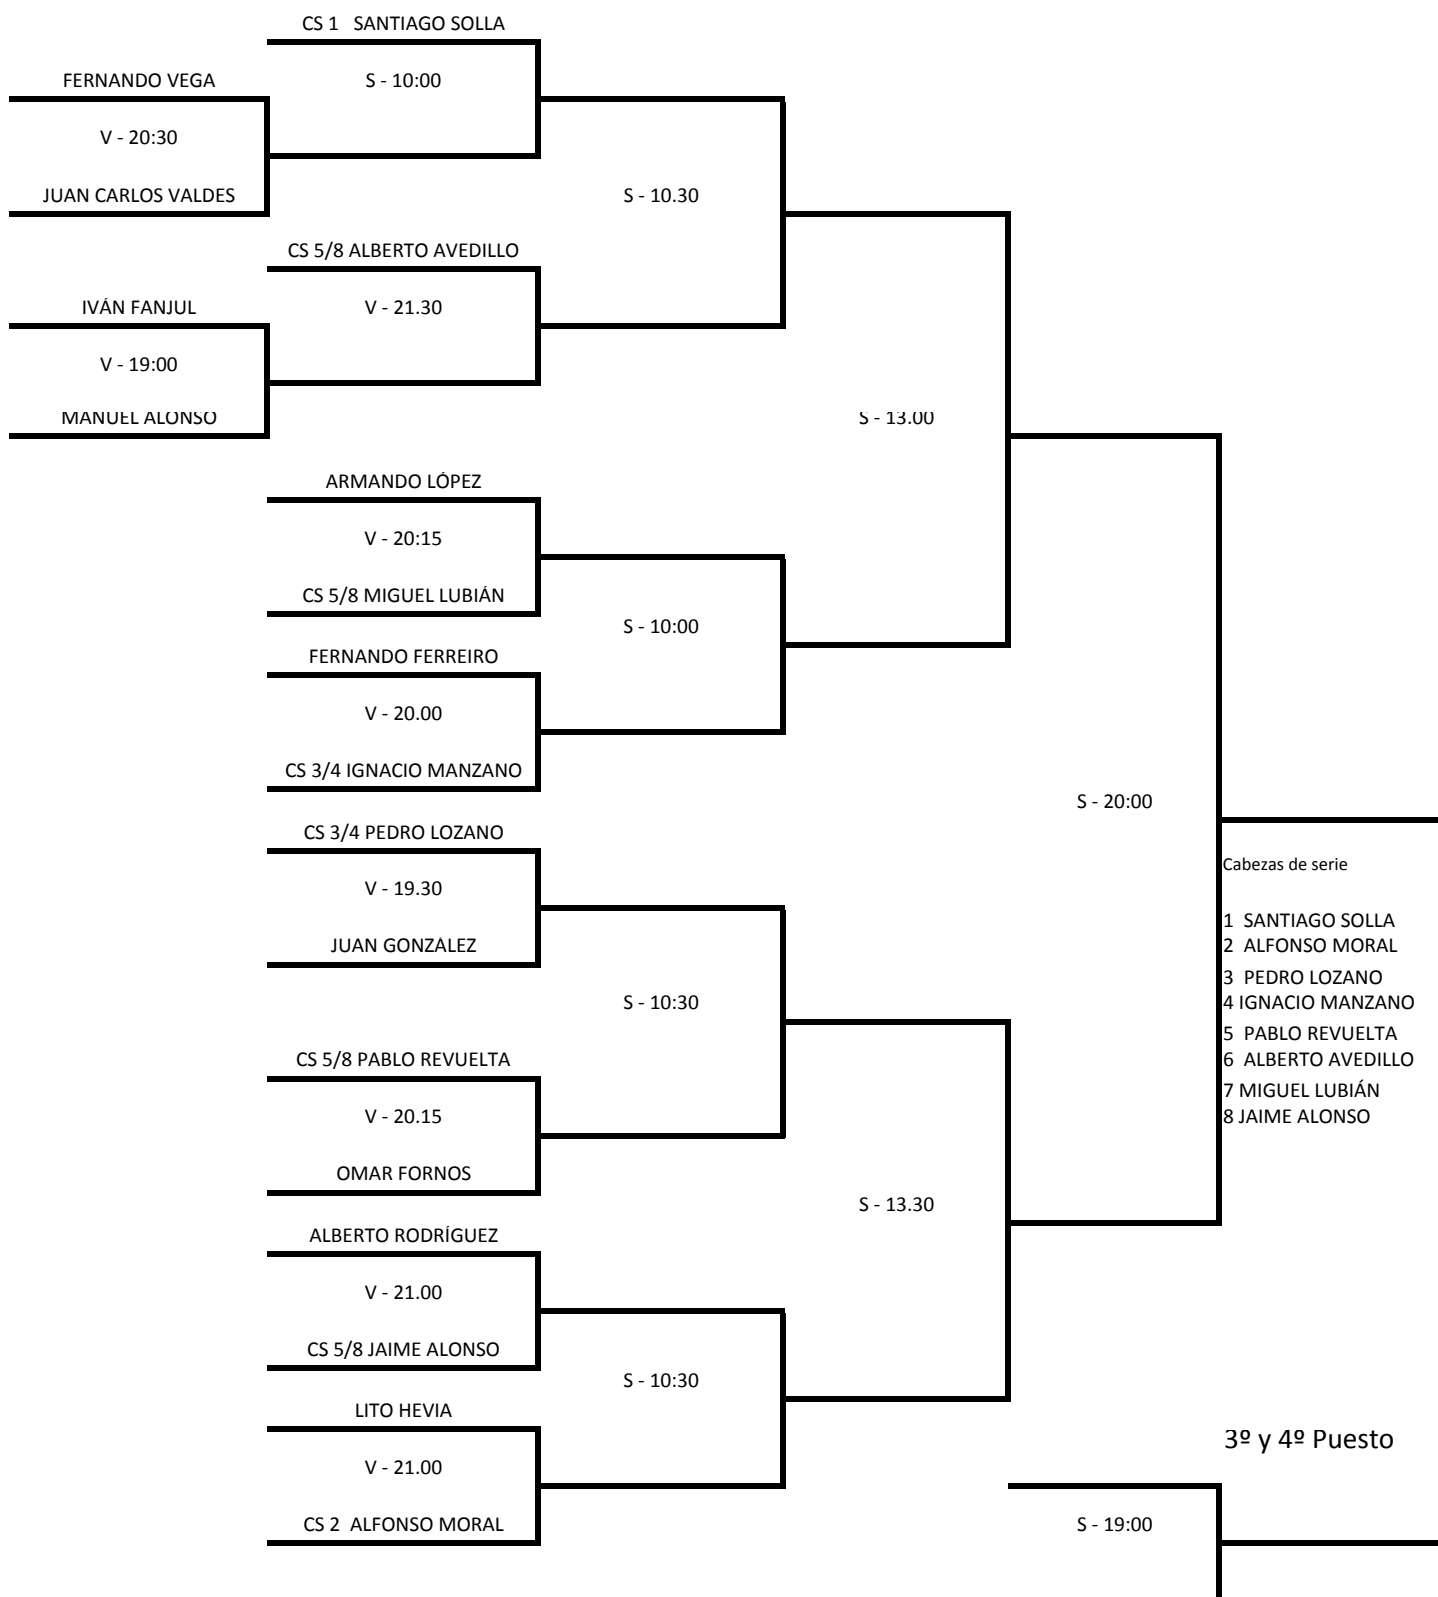 CS 1 SANTIAGO SOLLA
FERNANDO VEGA
S - 10:00
V - 20:30
JUAN CARLOS VALDES
S - 10.30
CS 5/8 ALBERTO AVEDILLO
IVÁN FANJUL
V - 21.30
V - 19:00
MANUEL ALONSO
S - 13.00
ARMANDO LÓPEZ
V - 20:15
CS 5/8 MIGUEL LUBIÁN
S - 10:00
FERNANDO FERREIRO
V - 20.00
CS 3/4 IGNACIO MANZANO
S - 20:00
CS 3/4 PEDRO LOZANO
Cabezas de serie
V - 19.30
1 SANTIAGO SOLLA
JUAN GONZÁLEZ
2 ALFONSO MORAL
3 PEDRO LOZANO
S - 10:30
4 IGNACIO MANZANO
5 PABLO REVUELTA
CS 5/8 PABLO REVUELTA
6 ALBERTO AVEDILLO
7 MIGUEL LUBIÁN
V - 20.15
8 JAIME ALONSO
OMAR FORNOS
S - 13.30
ALBERTO RODRÍGUEZ
V - 21.00
CS 5/8 JAIME ALONSO
S - 10:30
LITO HEVIA
3º y 4º Puesto
V - 21.00
CS 2 ALFONSO MORAL
S - 19:00